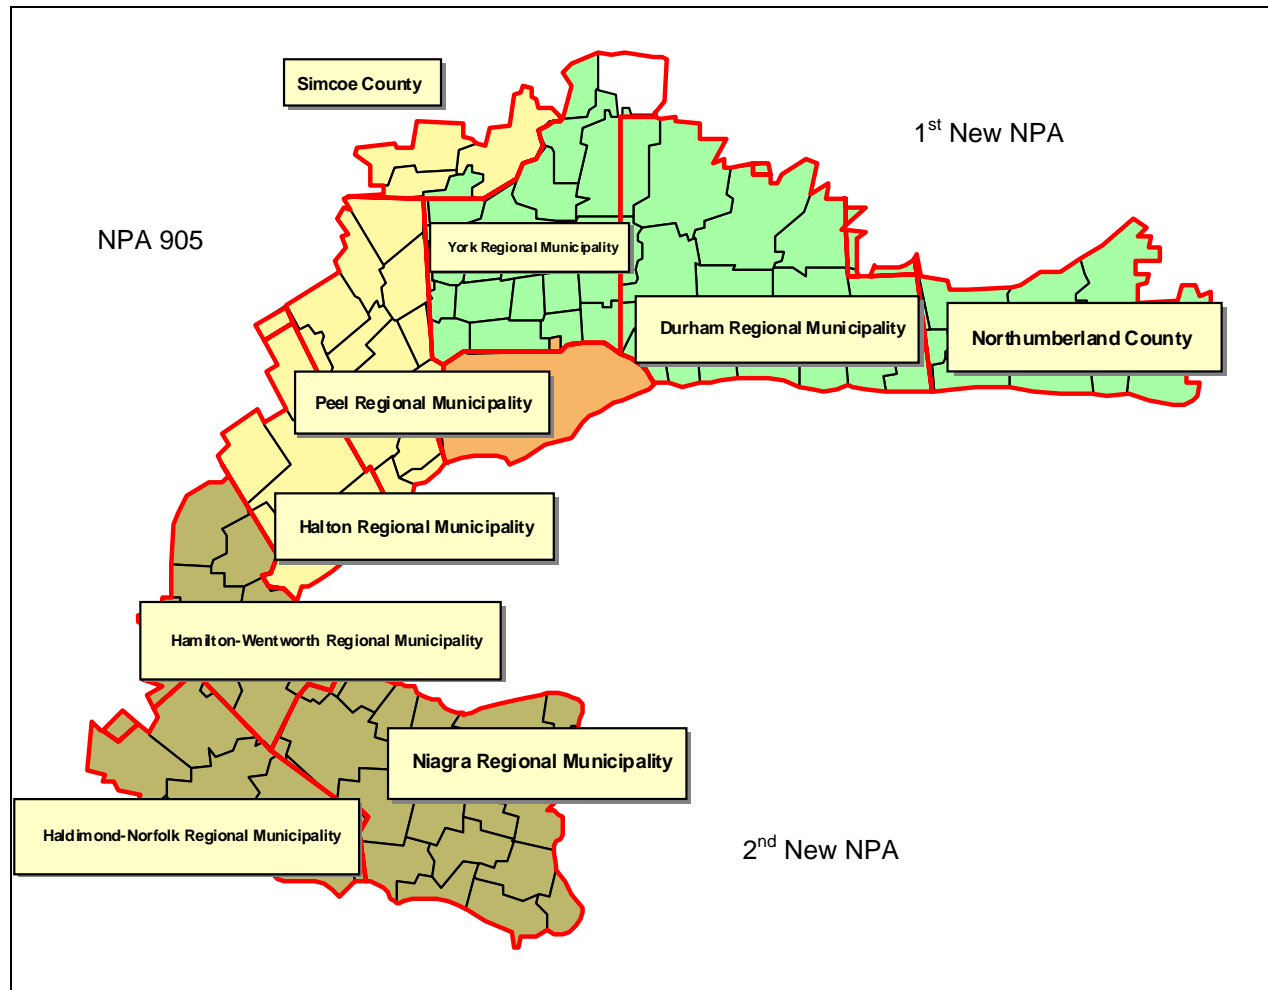 Simcoe County
1st New NPA
NPA 905
York Regional Municipality
Durham Regional Municipality
Northumberland County
Peel Regional Municipality
Halton Regional Municipality
Hamilton-Wentworth Regional Municipality
Niagra Regional Municipality
Haldimond-Norfolk Regional Municipality
2nd New NPA